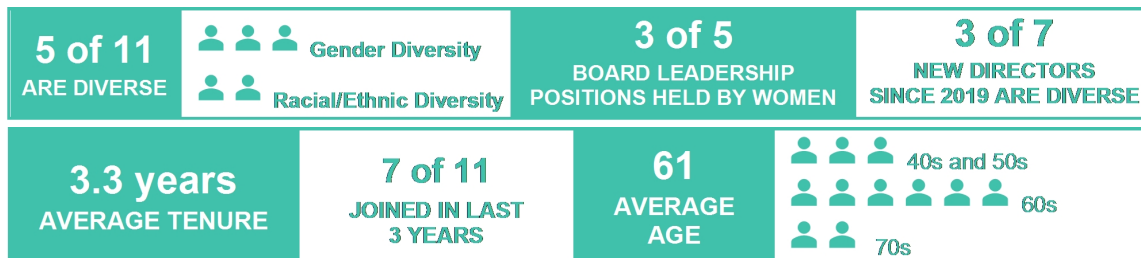 5 of 11
ARE DIVERSE
Gender Diversity
Racial/Ethnic Diversity
3 of 5
BOARD LEADERSHIP
POSITIONS HELD BY WOMEN
3 of 7
NEW DIRECTORS
SINCE 2019 ARE DIVERSE
3.3 years
AVERAGE TENURE
7 of 11
JOINED IN LAST
3 YEARS
61
AVERAGE
AGE
40s and 50s
60s
70s